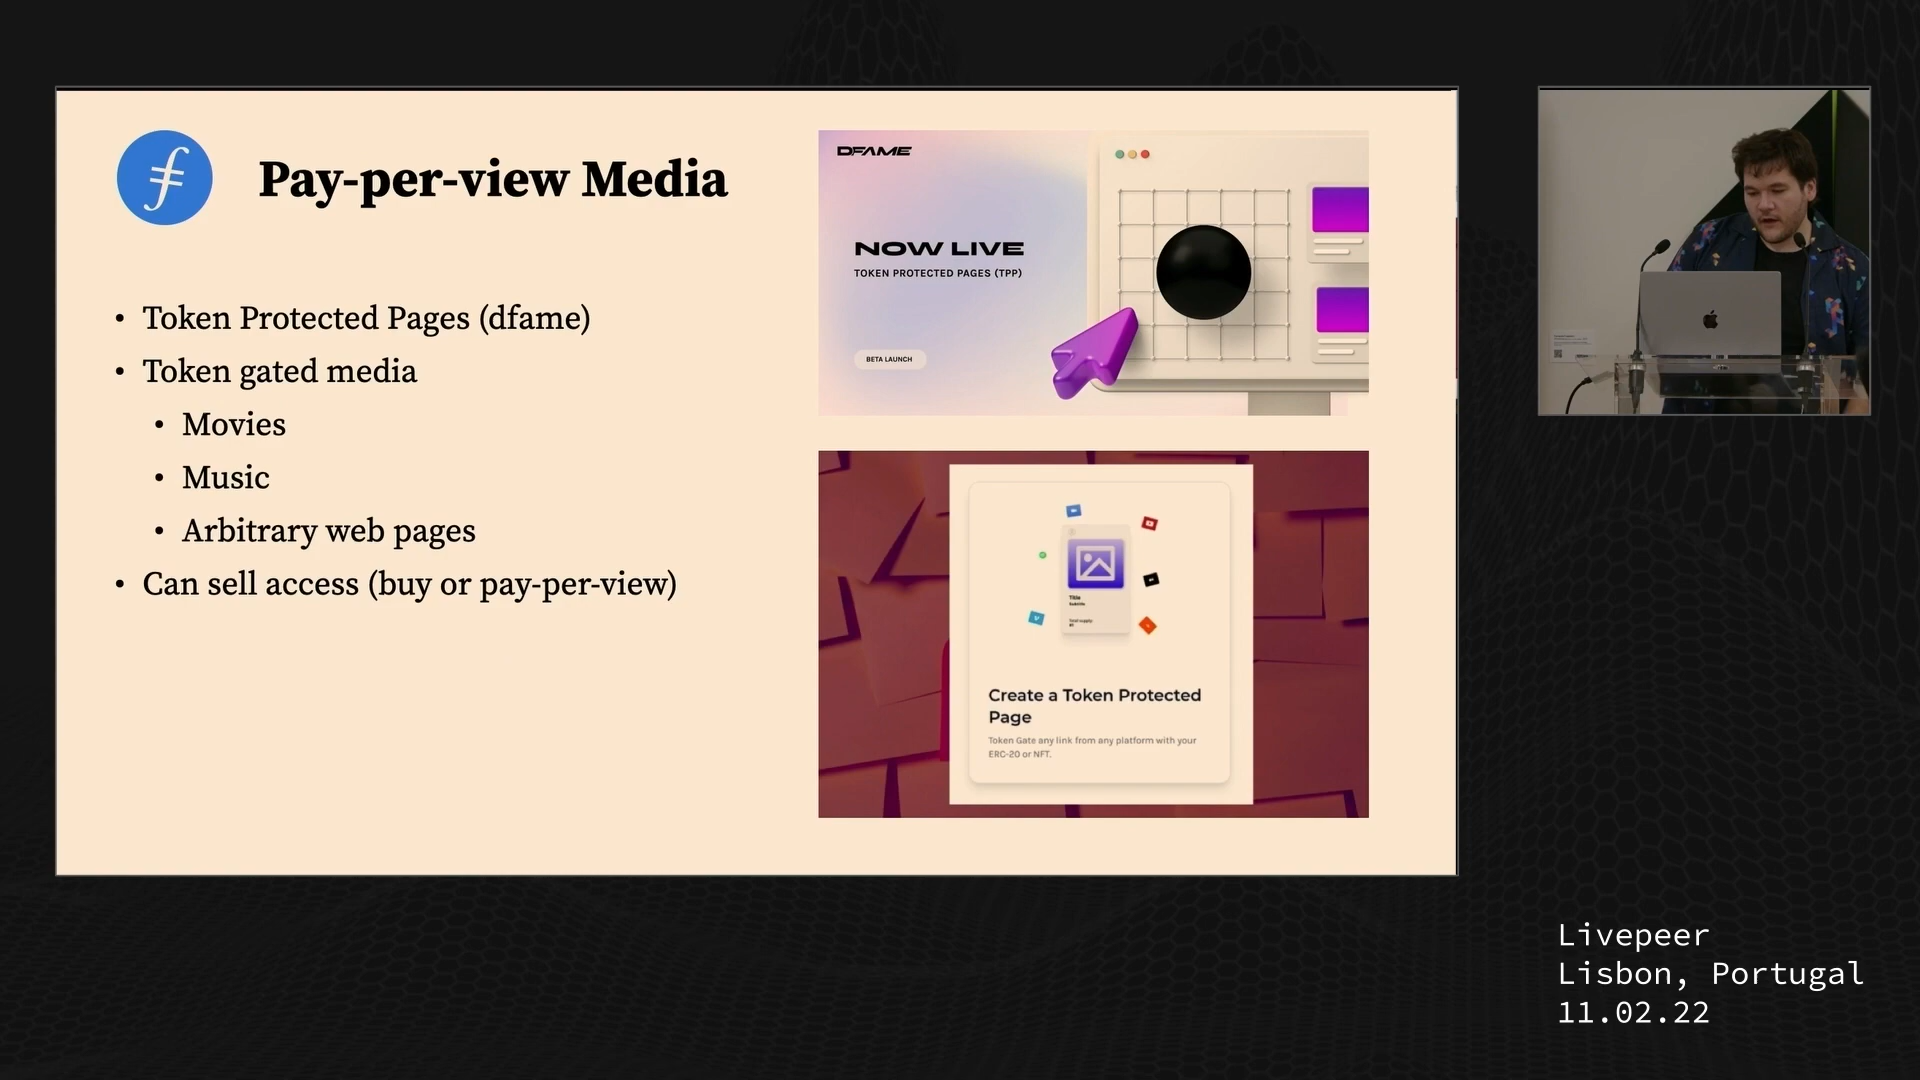 Pay-per-view Media
• Token Protected Pages (dfame)
• Token gated media
• Movies
• Music
• Arbitrary web pages
• Can sell access (buy or pay-per-view)
DFAME
NOW LIVE
TOKEN PROTECTED PAGES (TPP)
BETA LAUNCH
Title
Create a Token Protected
Page
Token Gate any link from any platform with your
ERC-20 or NFT.
Livepeer
Lisbon, Portugal
11.02.22